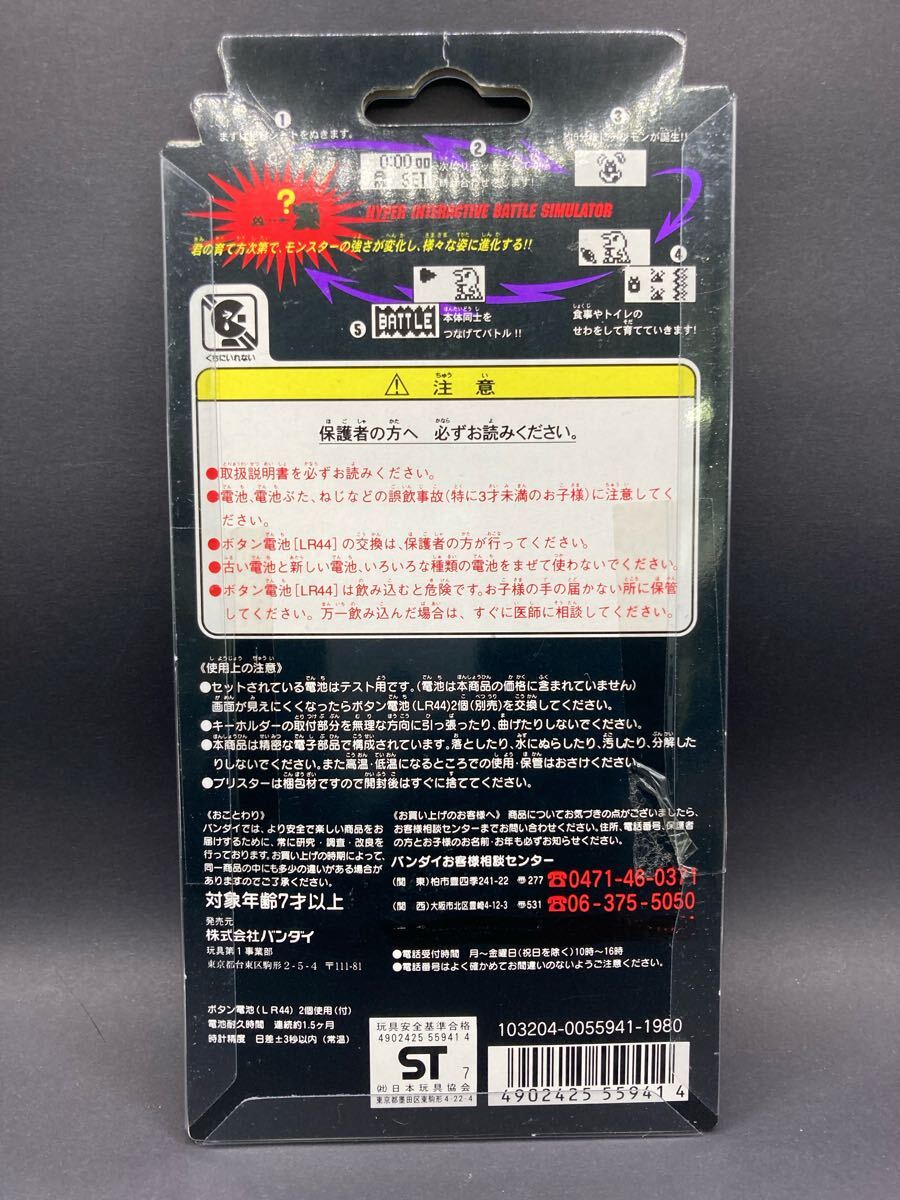 ①
②
③
が誕生!!
0:00 00
SET
?
HYPER INTERACTIVE BATTLE SIMULATOR
君の育て方次第で、モンスターの強さが変化し、様々な姿に進化する!!
④
食事やトイレの
せわをして育てていきます!
⑤
BATTLE
本体同士を
つなげてバトル!!
くちにいれない
⚠ 注意
保護者の方へ 必ずお読みください。
●取扱説明書を必ずお読みください。
●電池、電池ぶた、ねじなどの誤飲事故(特に3才未満のお子様)に注意してく
ださい。
●ボタン電池[LR44]の交換は、保護者の方が行ってください。
●古い電池と新しい電池、いろいろな種類の電池をまぜて使わないでください。
●ボタン電池[LR44]は飲み込むと危険です。お子様の手の届かない所に保管
してください。万一飲み込んだ場合は、すぐに医師に相談してください。
《使用上の注意》
●セットされている電池はテスト用です。(電池は本商品の価格に含まれていません)
画面が見えにくくなったらボタン電池(LR44)2個(別売)を交換してください。
●キーホルダーの取付部分を無理な方向に引っ張ったり、曲げたりしないでください。
●本商品は精密な電子部品で構成されています。落としたり、水にぬらしたり、汚したり、分解した
りしないでください。また高温・低温になるところでの使用・保管はおさけください。
●ブリスターは梱包材ですので開封後はすぐに捨ててください。
《おことわり》
バンダイでは、より安全で楽しい商品をお
届けするために、常に研究・調査・改良を
行っております。お買い上げの時期によって、
同一商品の中にも多少の違いがある場合が
ありますのでご了承ください。
対象年齢7才以上
発売元
株式会社バンダイ
玩具第1事業部
東京都台東区駒形2-5-4 〒111-81
《お買い上げのお客様へ》 商品についてお気づきの点がございましたら、
お客様相談センターまでお問い合わせください。住所、電話番号、保護者
の方とお子様のお名前・お年も必ずお知らせください。
バンダイお客様相談センター
(関 東)柏市豊四季241-22 〒277 ☎0471-46-0371
(関 西)大阪市北区豊崎4-12-3 〒531 ☎06-375-5050
●電話受付時間 月〜金曜日(祝日を除く)10時〜16時
●電話番号はよく確かめてお間違いのないようご注意ください。
ボタン電池(LR44)2個使用(付)
電池耐久時間 連続約1.5ヶ月
時計精度 日差±3秒以内(常温)
玩具安全基準合格
4902425 55941 4
ST 7
(社)日本玩具協会
東京都墨田区東駒形4-22-4
103204-0055941-1980
4902425 559414